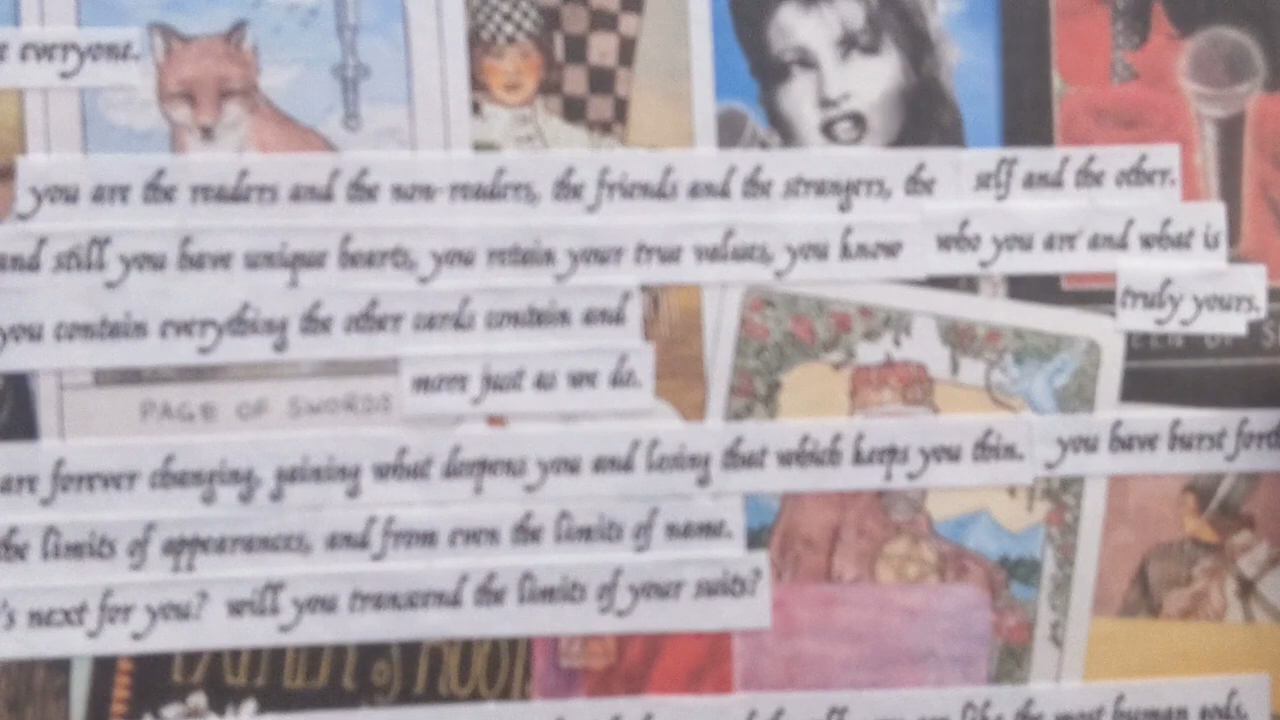 everyone.
you are the readers and the non-readers, the friends and the strangers, the self and the other.
and still you have unique hearts, you retain your true values, you know who you are and what is
truly yours.
you contain everything the other cards contain and
more just as we do.
PAGE OF SWORDS
are forever changing, gaining what deepens you and losing that which keeps you thin. you have burst forth
the limits of appearances, and from even the limits of name.
's next for you? will you transcend the limits of your suits?
like the most human gods.